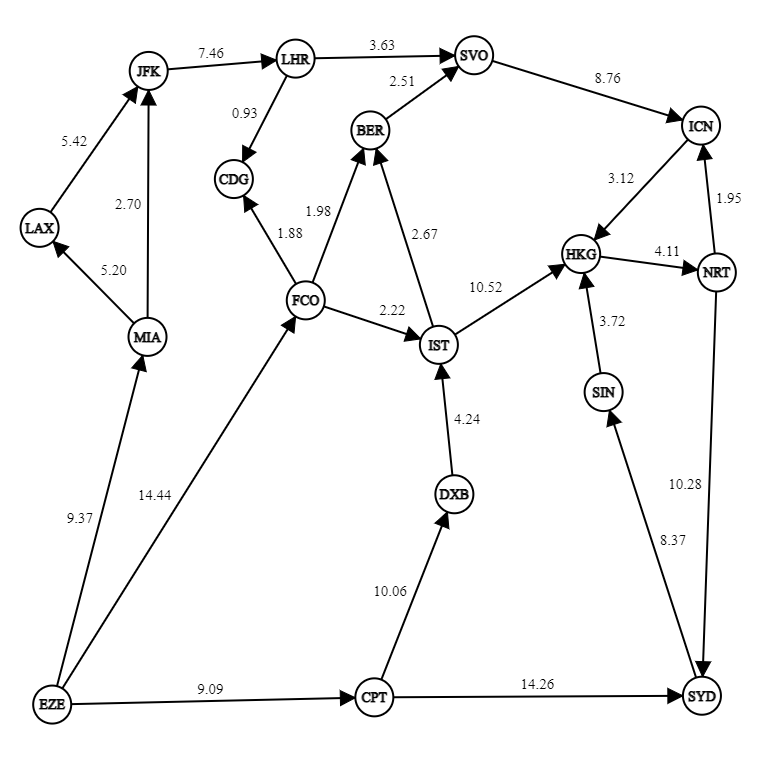 7.46
3.63
JFK
LHR
SVO
2.51
8.76
0.93
5.42
BER
ICN
CDG
3.12
2.70
1.98
1.95
LAX
1.88
2.67
HKG
4.11
5.20
NRT
10.52
FCO
2.22
MIA
IST
3.72
SIN
4.24
10.28
14.44
DXB
9.37
8.37
10.06
9.09
14.26
EZE
CPT
SYD